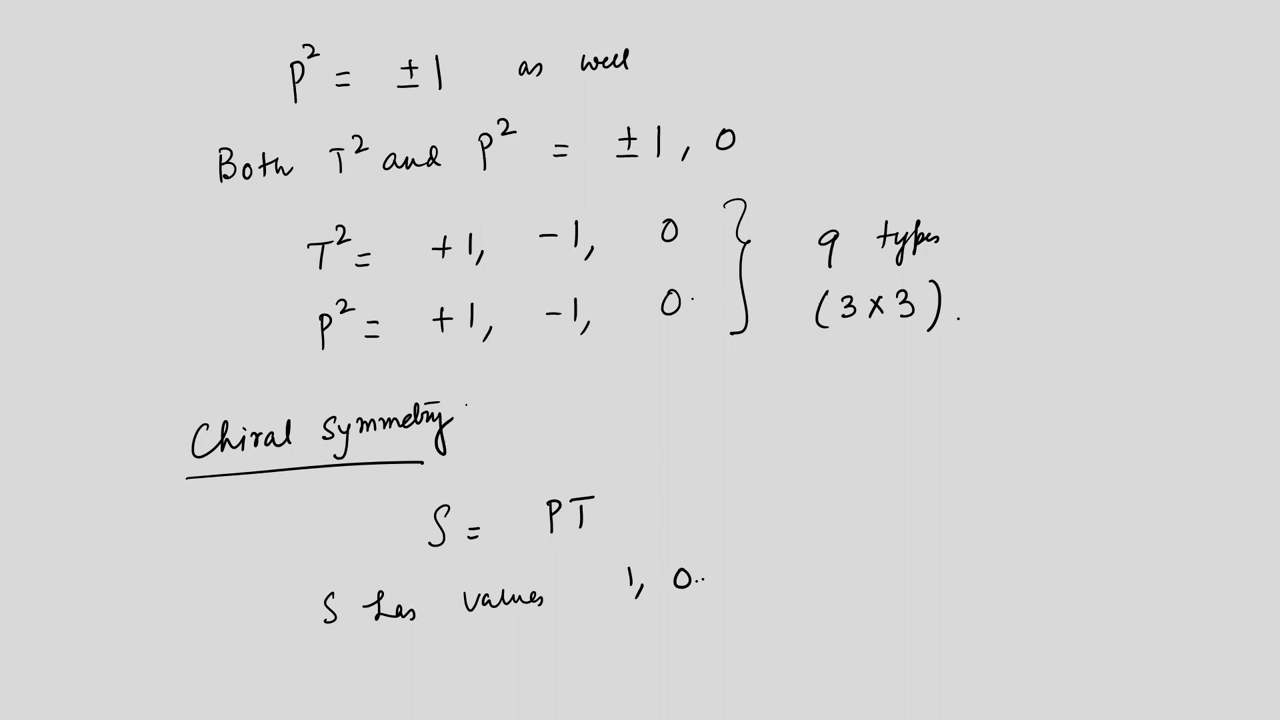 P² = ±1 as well
Both T² and P² = ±1, 0
T² = +1, -1, 0 } 9 types
P² = +1, -1, 0. (3×3).
Chiral Symmetry
S = PT
S has values 1, 0..